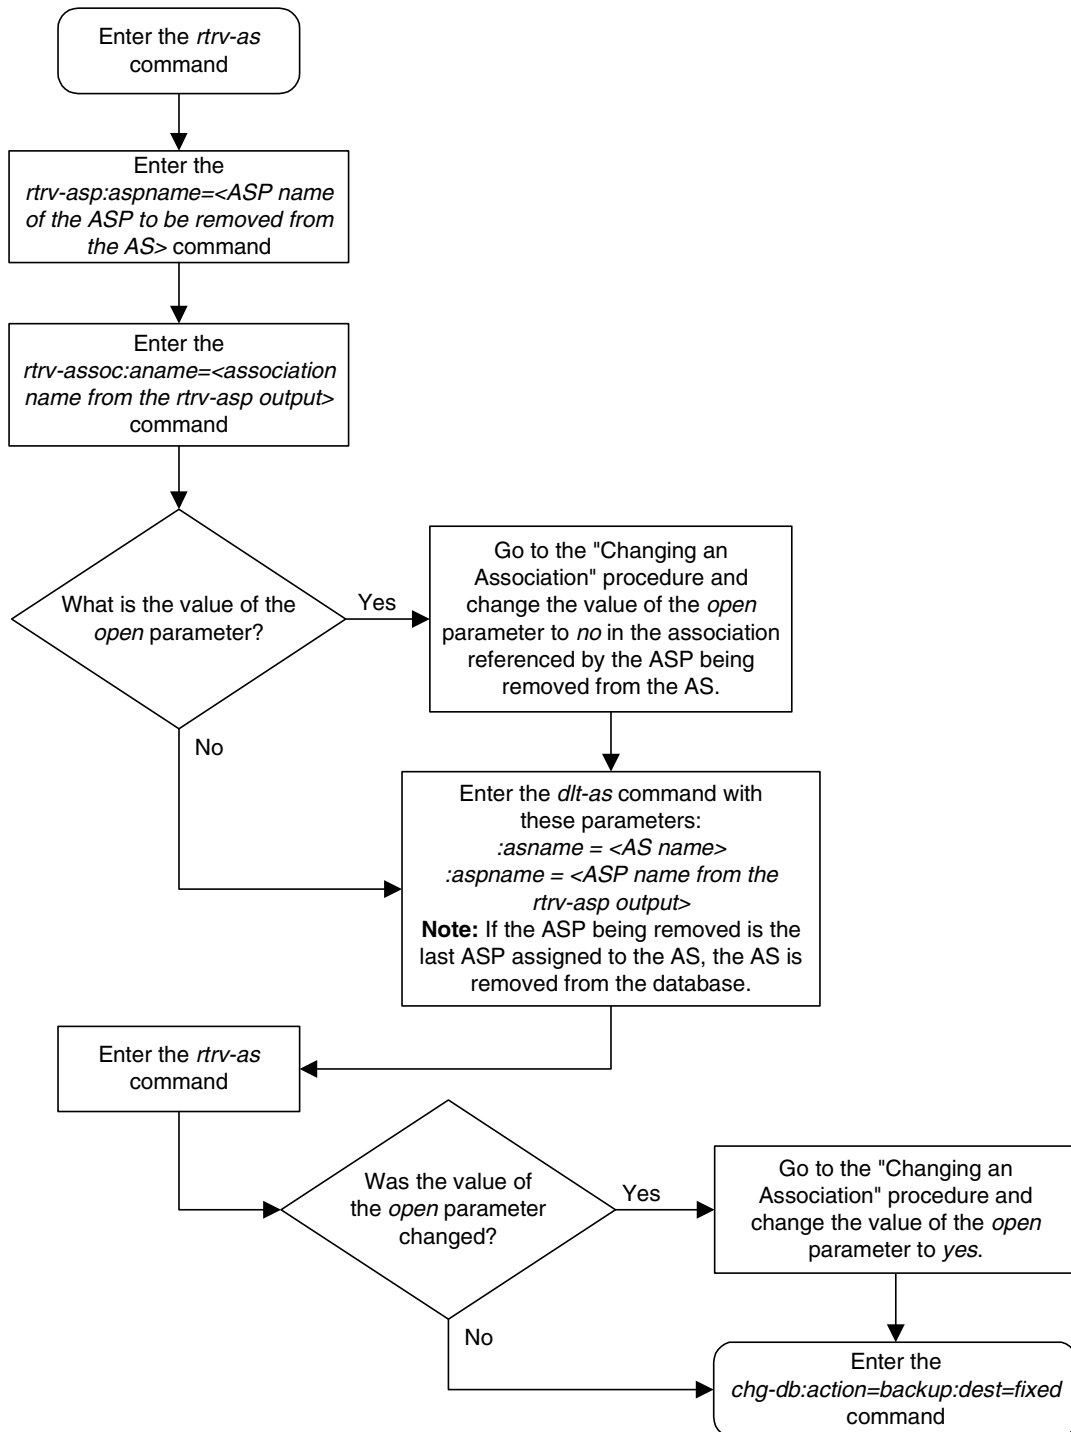 Enter the rtrv-as
command
Enter the
rtrv-asp:aspname=<ASP name
of the ASP to be removed from
the AS> command
Enter the
rtrv-assoc:aname=<association
name from the rtrv-asp output>
command
What is the value of the
open parameter?
Yes
No
Go to the "Changing an
Association" procedure and
change the value of the open
parameter to no in the association
referenced by the ASP being
removed from the AS.
Enter the dlt-as command with
these parameters:
:asname = <AS name>
:aspname = <ASP name from the
rtrv-asp output>
Note: If the ASP being removed is the
last ASP assigned to the AS, the AS is
removed from the database.
Enter the rtrv-as
command
Was the value of
the open parameter
changed?
Yes
No
Go to the "Changing an
Association" procedure and
change the value of the open
parameter to yes.
Enter the
chg-db:action=backup:dest=fixed
command